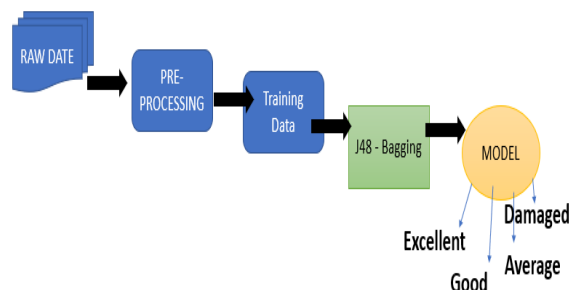 RAW DATE
PRE-
PROCESSING
Training
Data
J48 - Bagging
MODEL
Damaged
Excellent
Average
Good